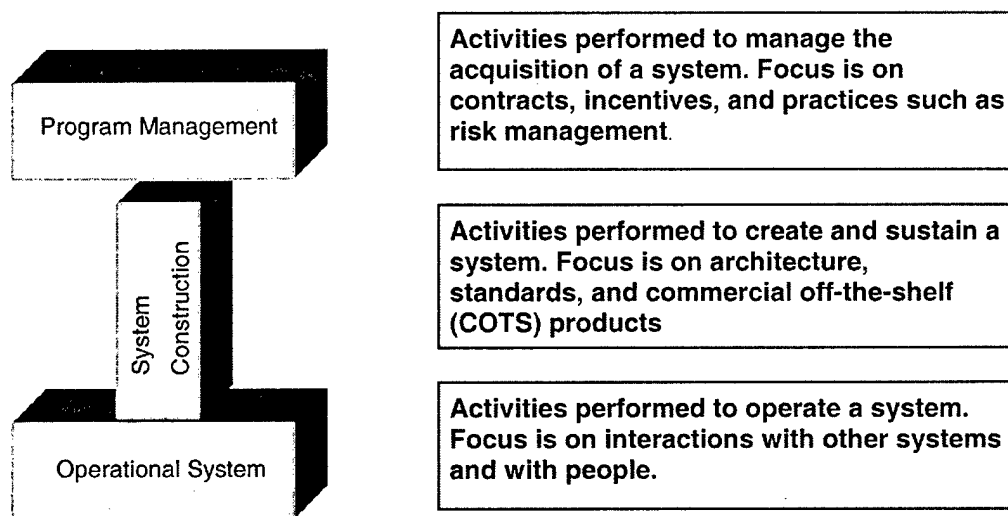 Program Management
Activities performed to manage the
acquisition of a system. Focus is on
contracts, incentives, and practices such as
risk management.
System
Construction
Activities performed to create and sustain a
system. Focus is on architecture,
standards, and commercial off-the-shelf
(COTS) products
Operational System
Activities performed to operate a system.
Focus is on interactions with other systems
and with people.